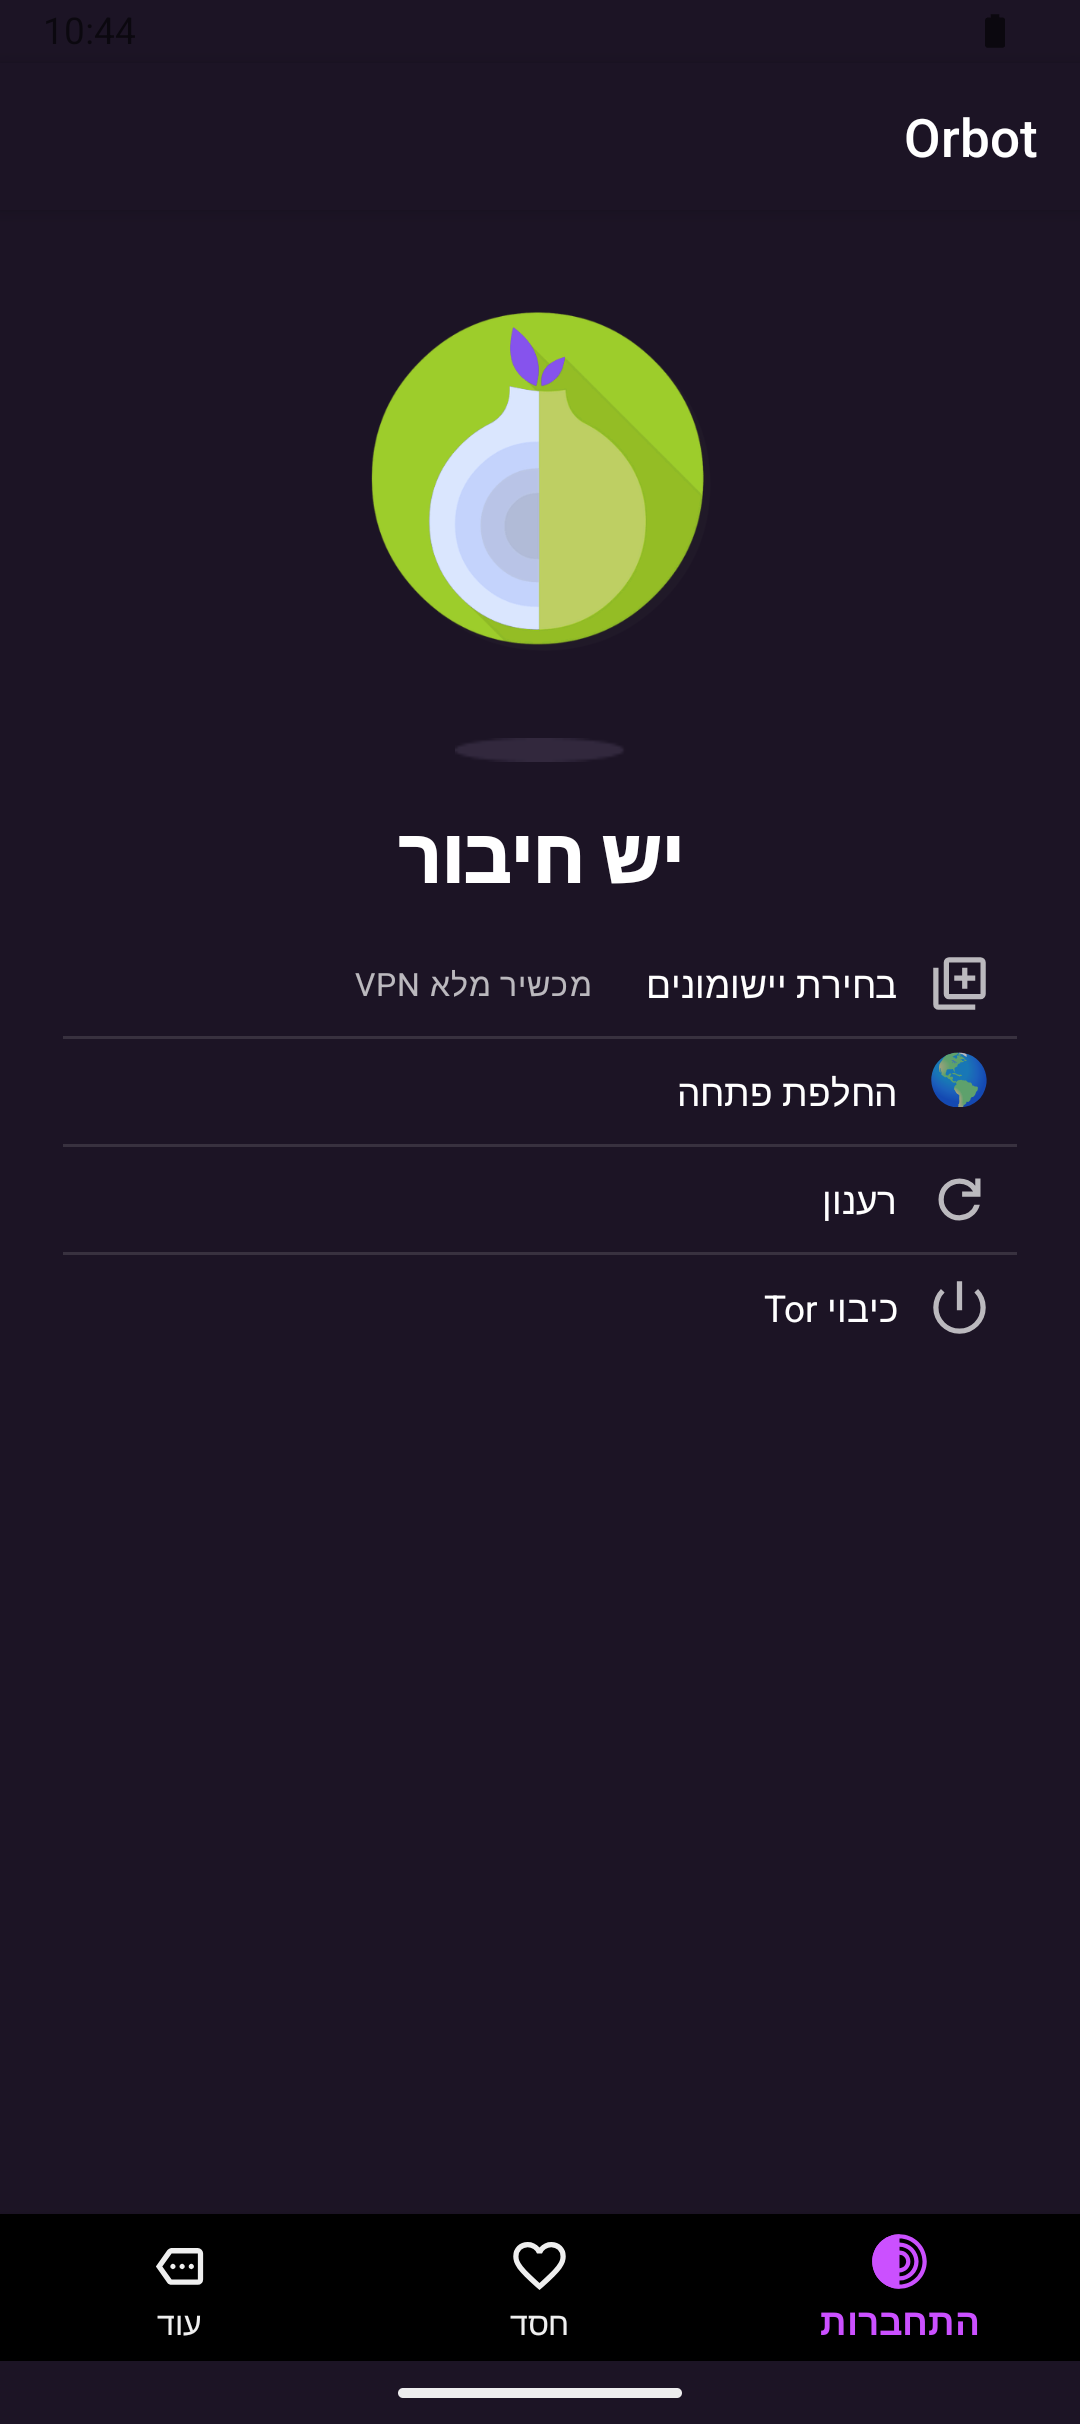 10:44
Orbot
יש חיבור
בחירת יישומונים
מכשיר מלא VPN
החלפת פתחה
רענון
כיבוי Tor
התחברות
חסד
עוד